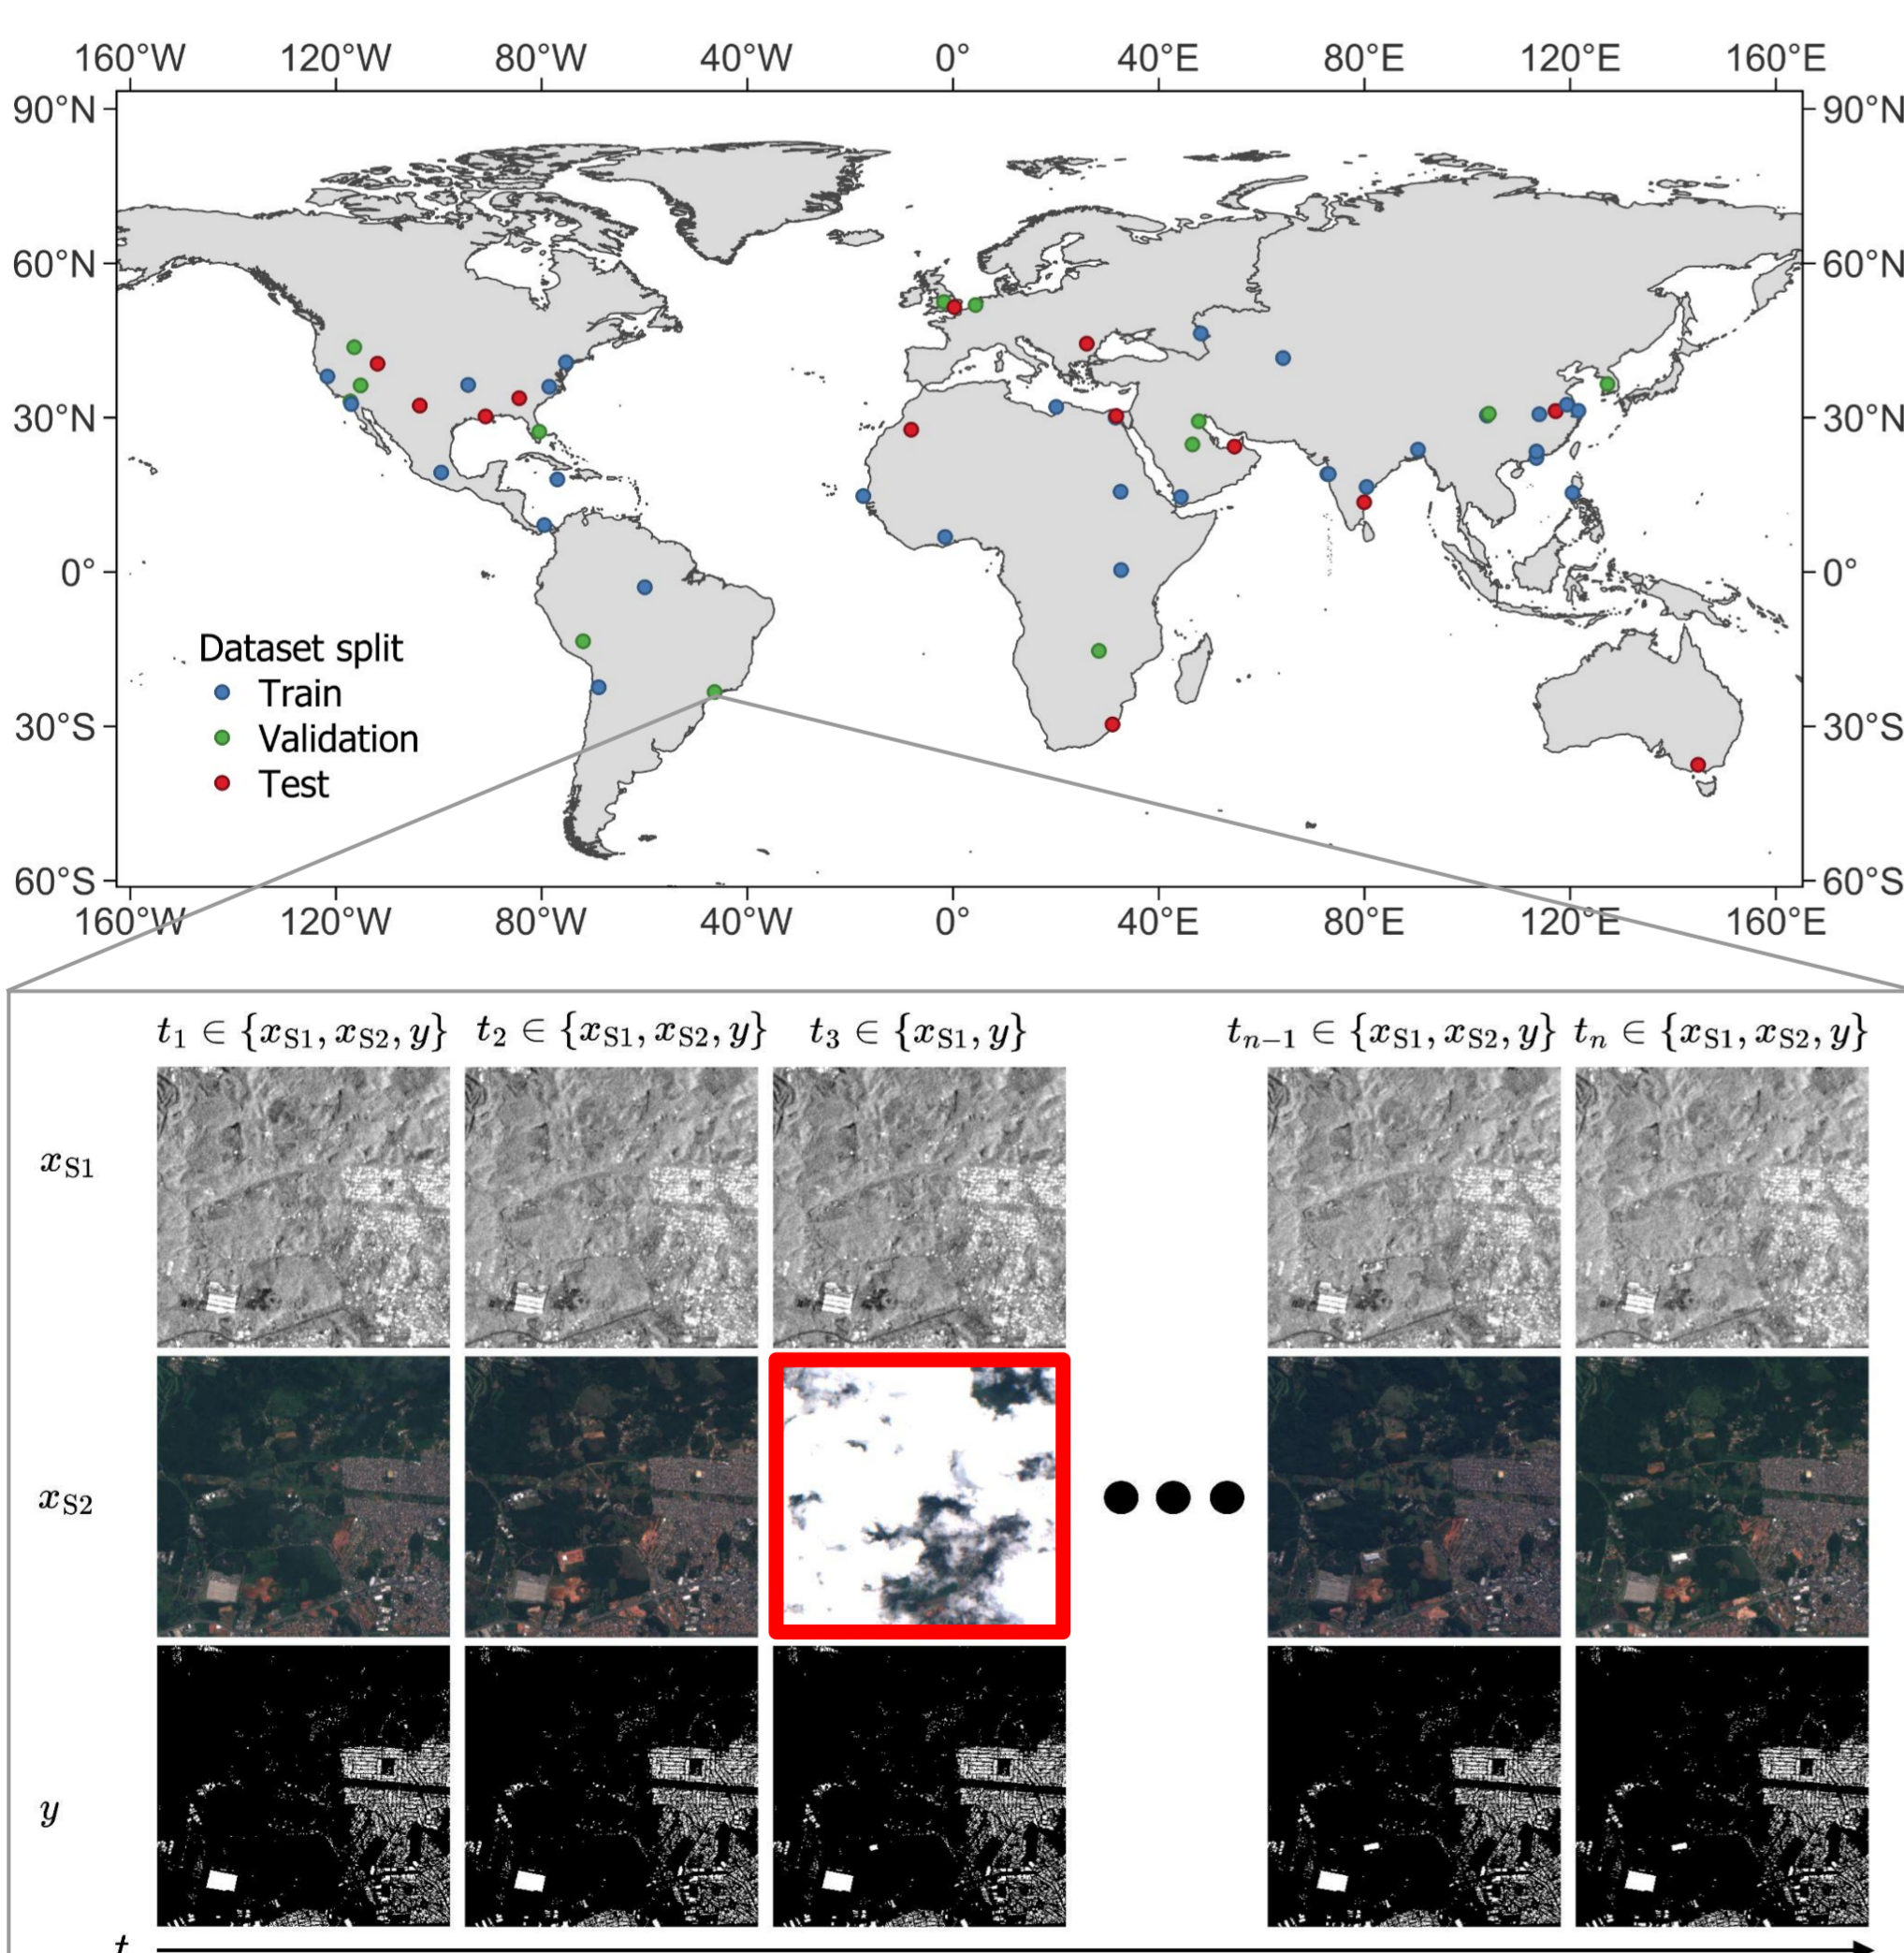 160°W 120°W 80°W 40°W 0° 40°E 80°E 120°E 160°E
90°N 90°N
60°N 60°N
30°N 30°N
0° 0°
Dataset split
Train
Validation
Test
30°S 30°S
60°S 60°S
160°W 120°W 80°W 40°W 0° 40°E 80°E 120°E 160°E
t₁ ∈ {x_S1, x_S2, y} t₂ ∈ {x_S1, x_S2, y} t₃ ∈ {x_S1, y} tₙ₋₁ ∈ {x_S1, x_S2, y} tₙ ∈ {x_S1, x_S2, y}
x_S1
x_S2
y
t